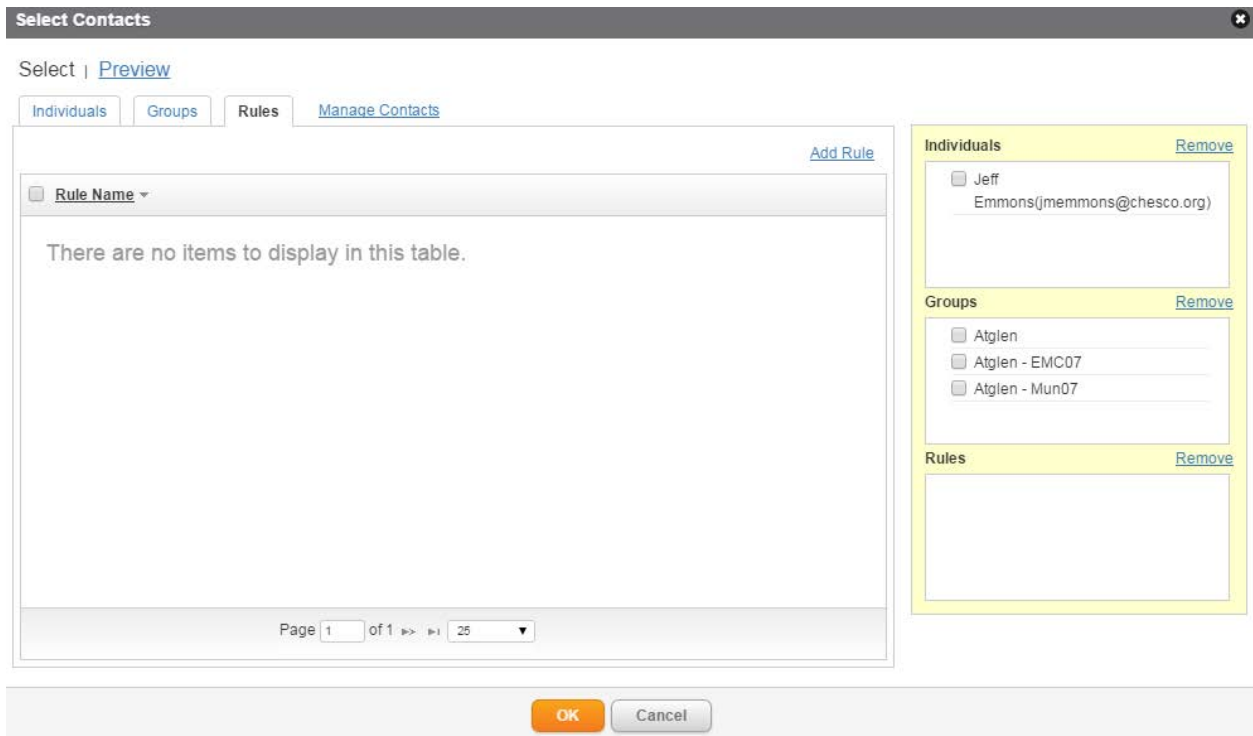 Select Contacts
Select | Preview
Individuals Groups Rules Manage Contacts
Add Rule
Rule Name
There are no items to display in this table.
Page 1 of 1 25
Individuals Remove
Jeff
Emmons(jmemmons@chesco.org)
Groups Remove
Atglen
Atglen - EMC07
Atglen - Mun07
Rules Remove
OK Cancel